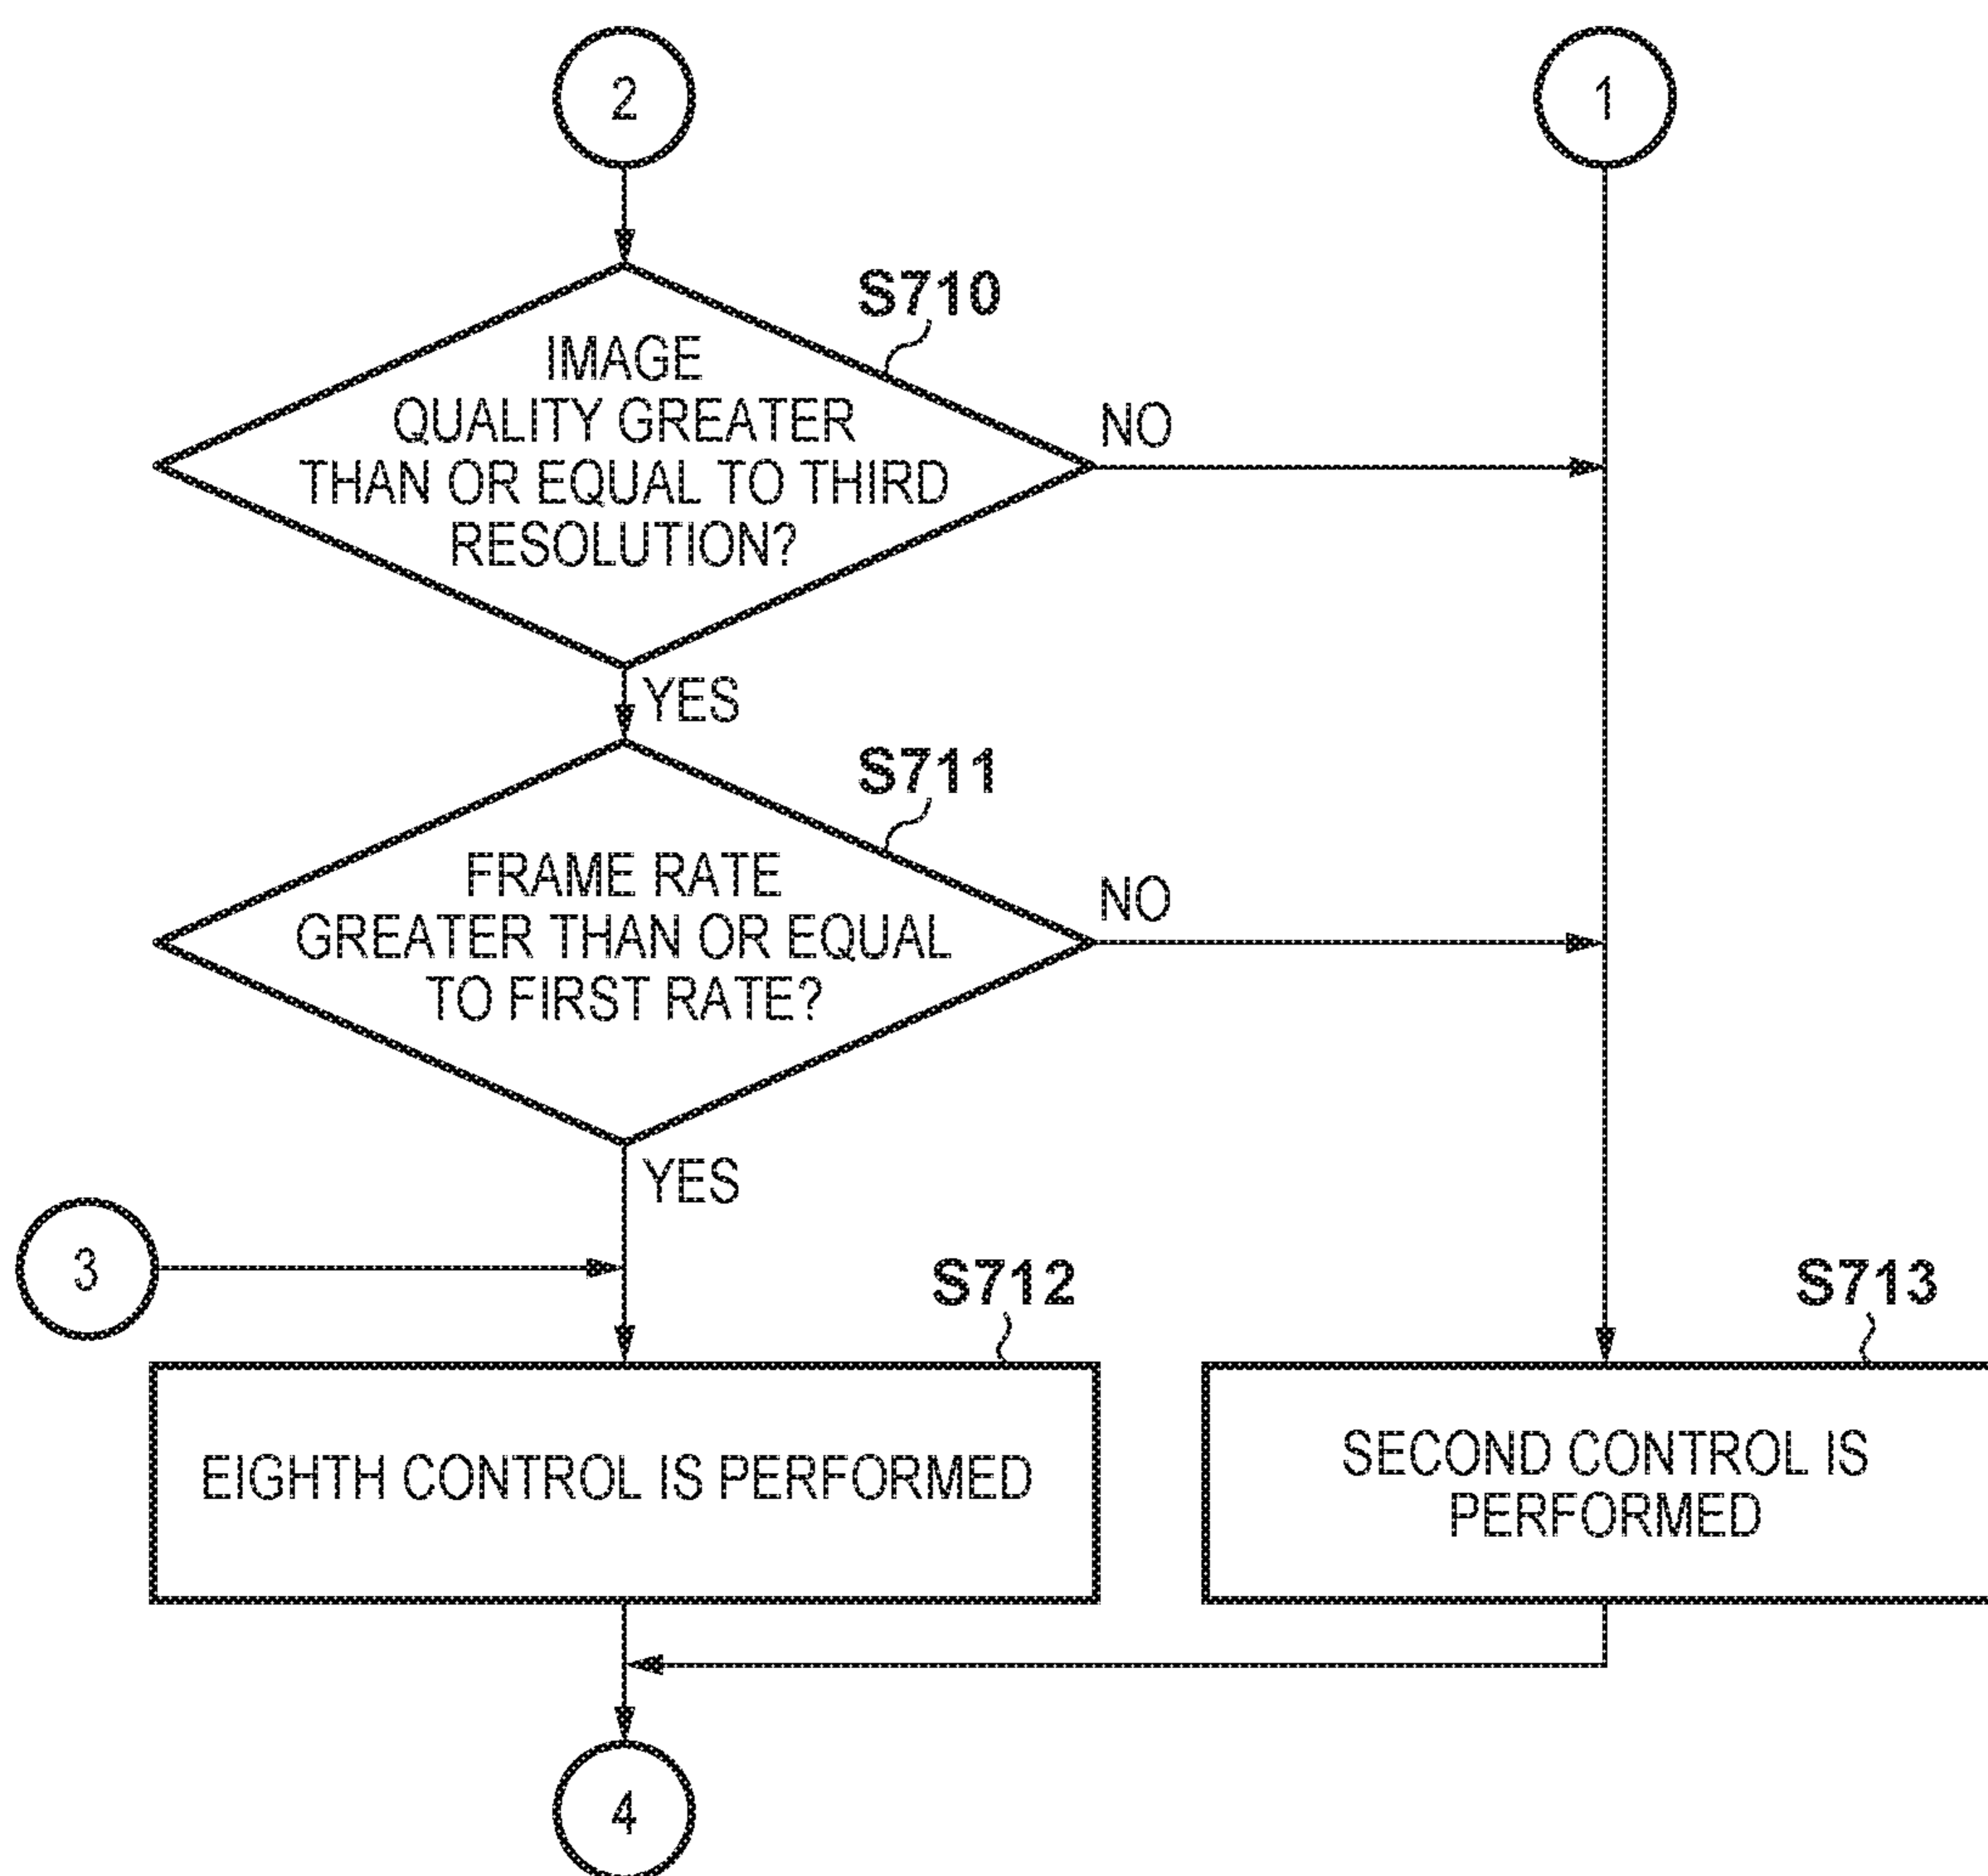 2
1
S710
IMAGE
QUALITY GREATER
THAN OR EQUAL TO THIRD
RESOLUTION?
NO
YES
S711
FRAME RATE
GREATER THAN OR EQUAL
TO FIRST RATE?
NO
YES
3
S712
S713
EIGHTH CONTROL IS PERFORMED
SECOND CONTROL IS
PERFORMED
4